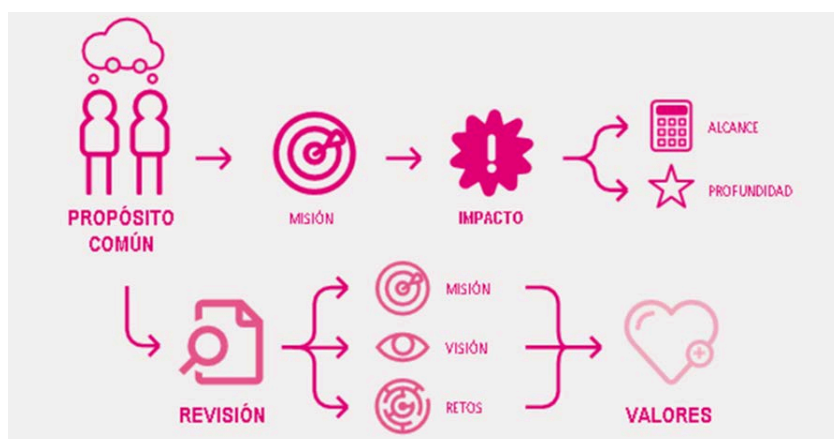 PROPÓSITO
COMÚN
MISIÓN
IMPACTO
ALCANCE
PROFUNDIDAD
REVISIÓN
MISIÓN
VISIÓN
RETOS
VALORES